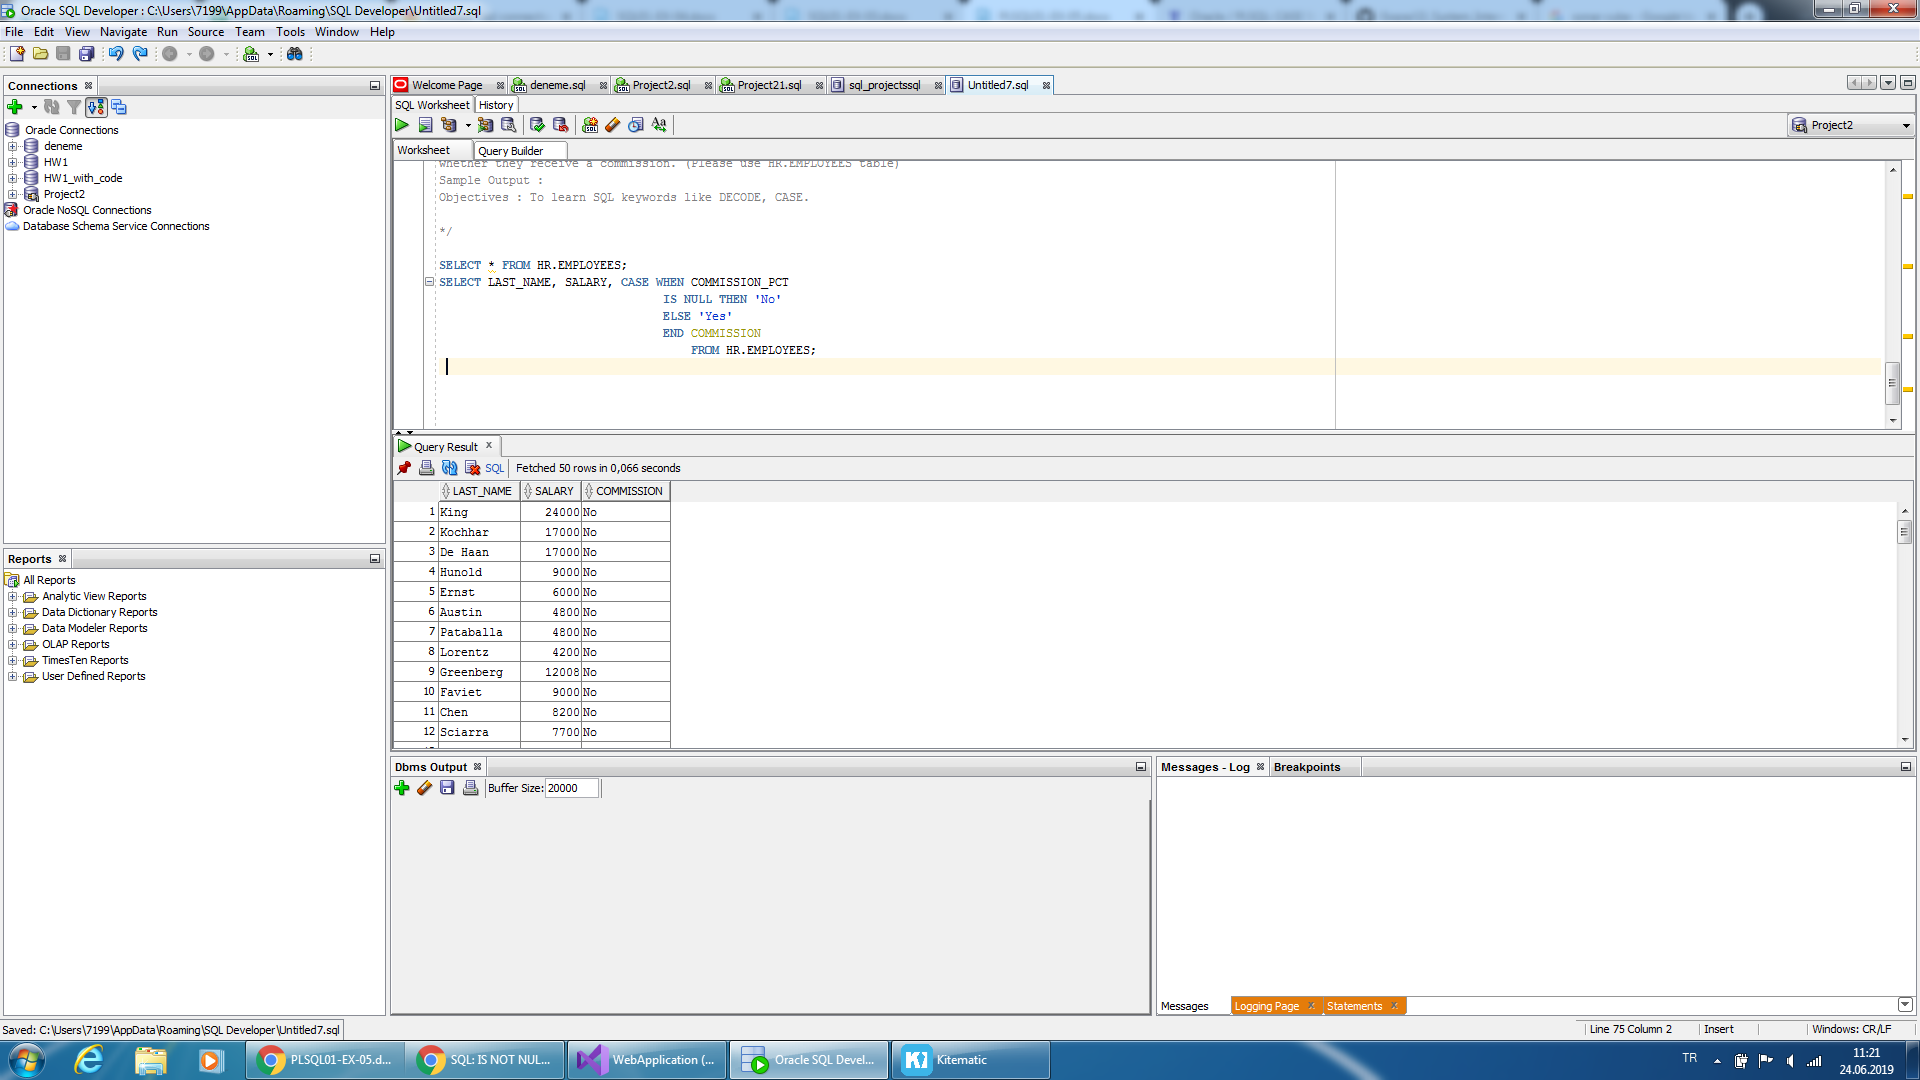 Oracle SQL Developer : C:\Users\7199\AppData\Roaming\SQL Developer\Untitled7.sql
File Edit View Navigate Run Source Team Tools Window Help
Connections
Oracle Connections
deneme
HW1
HW1_with_code
Project2
Oracle NoSQL Connections
Database Schema Service Connections
Reports
All Reports
Analytic View Reports
Data Dictionary Reports
Data Modeler Reports
OLAP Reports
TimesTen Reports
User Defined Reports
Welcome Page deneme.sql Project2.sql Project21.sql sql_projectssql Untitled7.sql
SQL Worksheet History
Project2
Worksheet Query Builder
whether they receive a commission. (Please use HR.EMPLOYEES table)
Sample Output :
Objectives : To learn SQL keywords like DECODE, CASE.
*/
SELECT * FROM HR.EMPLOYEES;
SELECT LAST_NAME, SALARY, CASE WHEN COMMISSION_PCT
IS NULL THEN 'No'
ELSE 'Yes'
END COMMISSION
FROM HR.EMPLOYEES;
Query Result
SQL Fetched 50 rows in 0,066 seconds
LAST_NAME SALARY COMMISSION
1 King 24000 No
2 Kochhar 17000 No
3 De Haan 17000 No
4 Hunold 9000 No
5 Ernst 6000 No
6 Austin 4800 No
7 Pataballa 4800 No
8 Lorentz 4200 No
9 Greenberg 12008 No
10 Faviet 9000 No
11 Chen 8200 No
12 Sciarra 7700 No
Dbms Output
Buffer Size: 20000
Messages - Log Breakpoints
Messages Logging Page Statements
Saved: C:\Users\7199\AppData\Roaming\SQL Developer\Untitled7.sql
Line 75 Column 2 Insert Windows: CR/LF
PLSQL01-EX-05.d... SQL: IS NOT NUL... WebApplication (... Oracle SQL Devel... Kitematic
TR
11:21
24.06.2019